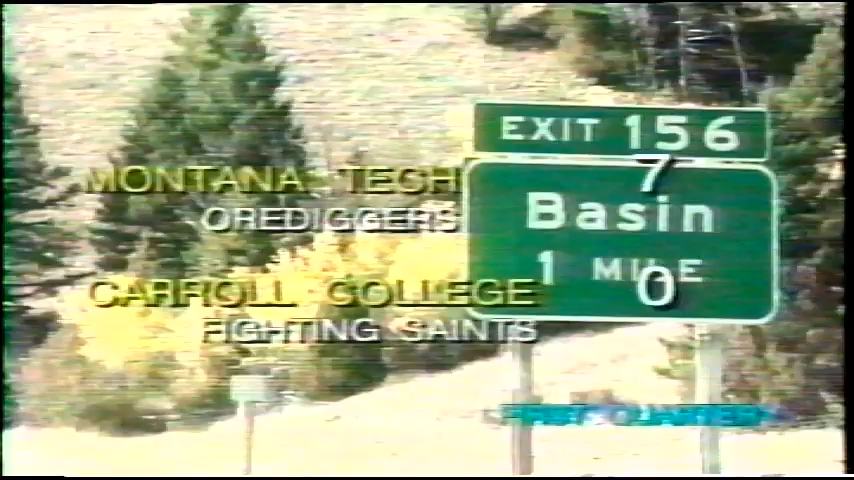 EXIT 156
MONTANA TECH 7
OREDIGGERS
Basin
1 MILE
CARROLL COLLEGE 0
FIGHTING SAINTS